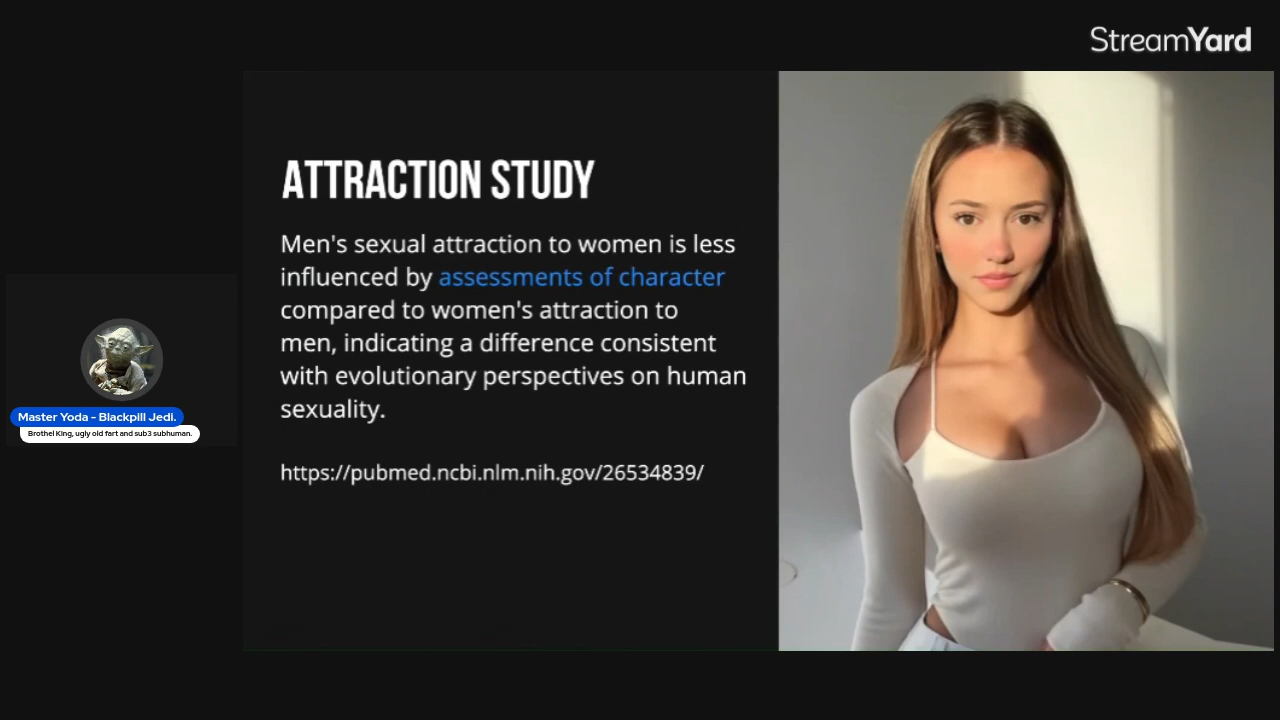 StreamYard
ATTRACTION STUDY
Men's sexual attraction to women is less
influenced by assessments of character
compared to women's attraction to
men, indicating a difference consistent
with evolutionary perspectives on human
sexuality.
https://pubmed.ncbi.nlm.nih.gov/26534839/
Master Yoda - Blackpill Jedi.
Brothel King, ugly old fart and sub3 subhuman.